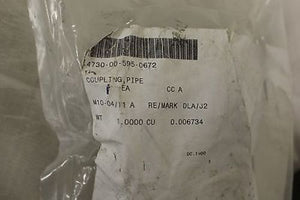 4730-00-595-0672
COUPLING,PIPE
EA CC A
M10-04/11 A RE/MARK DLA/J2
WT 1.0000 CU 0.006734